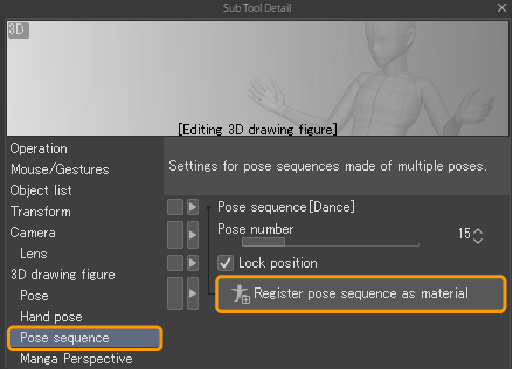 Sub Tool Detail
3D
[Editing 3D drawing figure]
Operation
Mouse/Gestures
Object list
Transform
Camera
Lens
3D drawing figure
Pose
Hand pose
Pose sequence
Manga Perspective
Settings for pose sequences made of multiple poses.
Pose sequence[Dance]
Pose number 15
Lock position
Register pose sequence as material